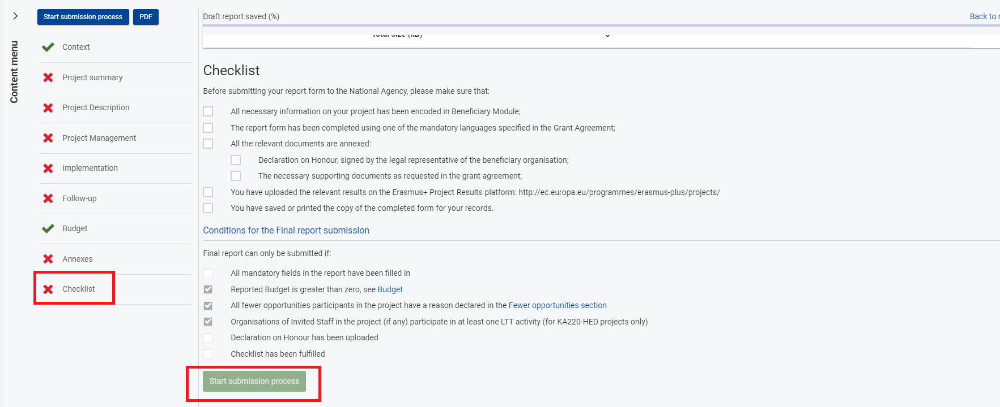 Content menu
Start submission process
PDF
Context
Project summary
Project Description
Project Management
Implementation
Follow-up
Budget
Annexes
Checklist
Draft report saved (%)
Back to
Total size (kB)
Checklist
Before submitting your report form to the National Agency, please make sure that:
All necessary information on your project has been encoded in Beneficiary Module;
The report form has been completed using one of the mandatory languages specified in the Grant Agreement;
All the relevant documents are annexed:
Declaration on Honour, signed by the legal representative of the beneficiary organisation;
The necessary supporting documents as requested in the grant agreement;
You have uploaded the relevant results on the Erasmus+ Project Results platform: http://ec.europa.eu/programmes/erasmus-plus/projects/
You have saved or printed the copy of the completed form for your records.
Conditions for the Final report submission
Final report can only be submitted if:
All mandatory fields in the report have been filled in
Reported Budget is greater than zero, see Budget
All fewer opportunities participants in the project have a reason declared in the Fewer opportunities section
Organisations of Invited Staff in the project (if any) participate in at least one LTT activity (for KA220-HED projects only)
Declaration on Honour has been uploaded
Checklist has been fulfilled
Start submission process